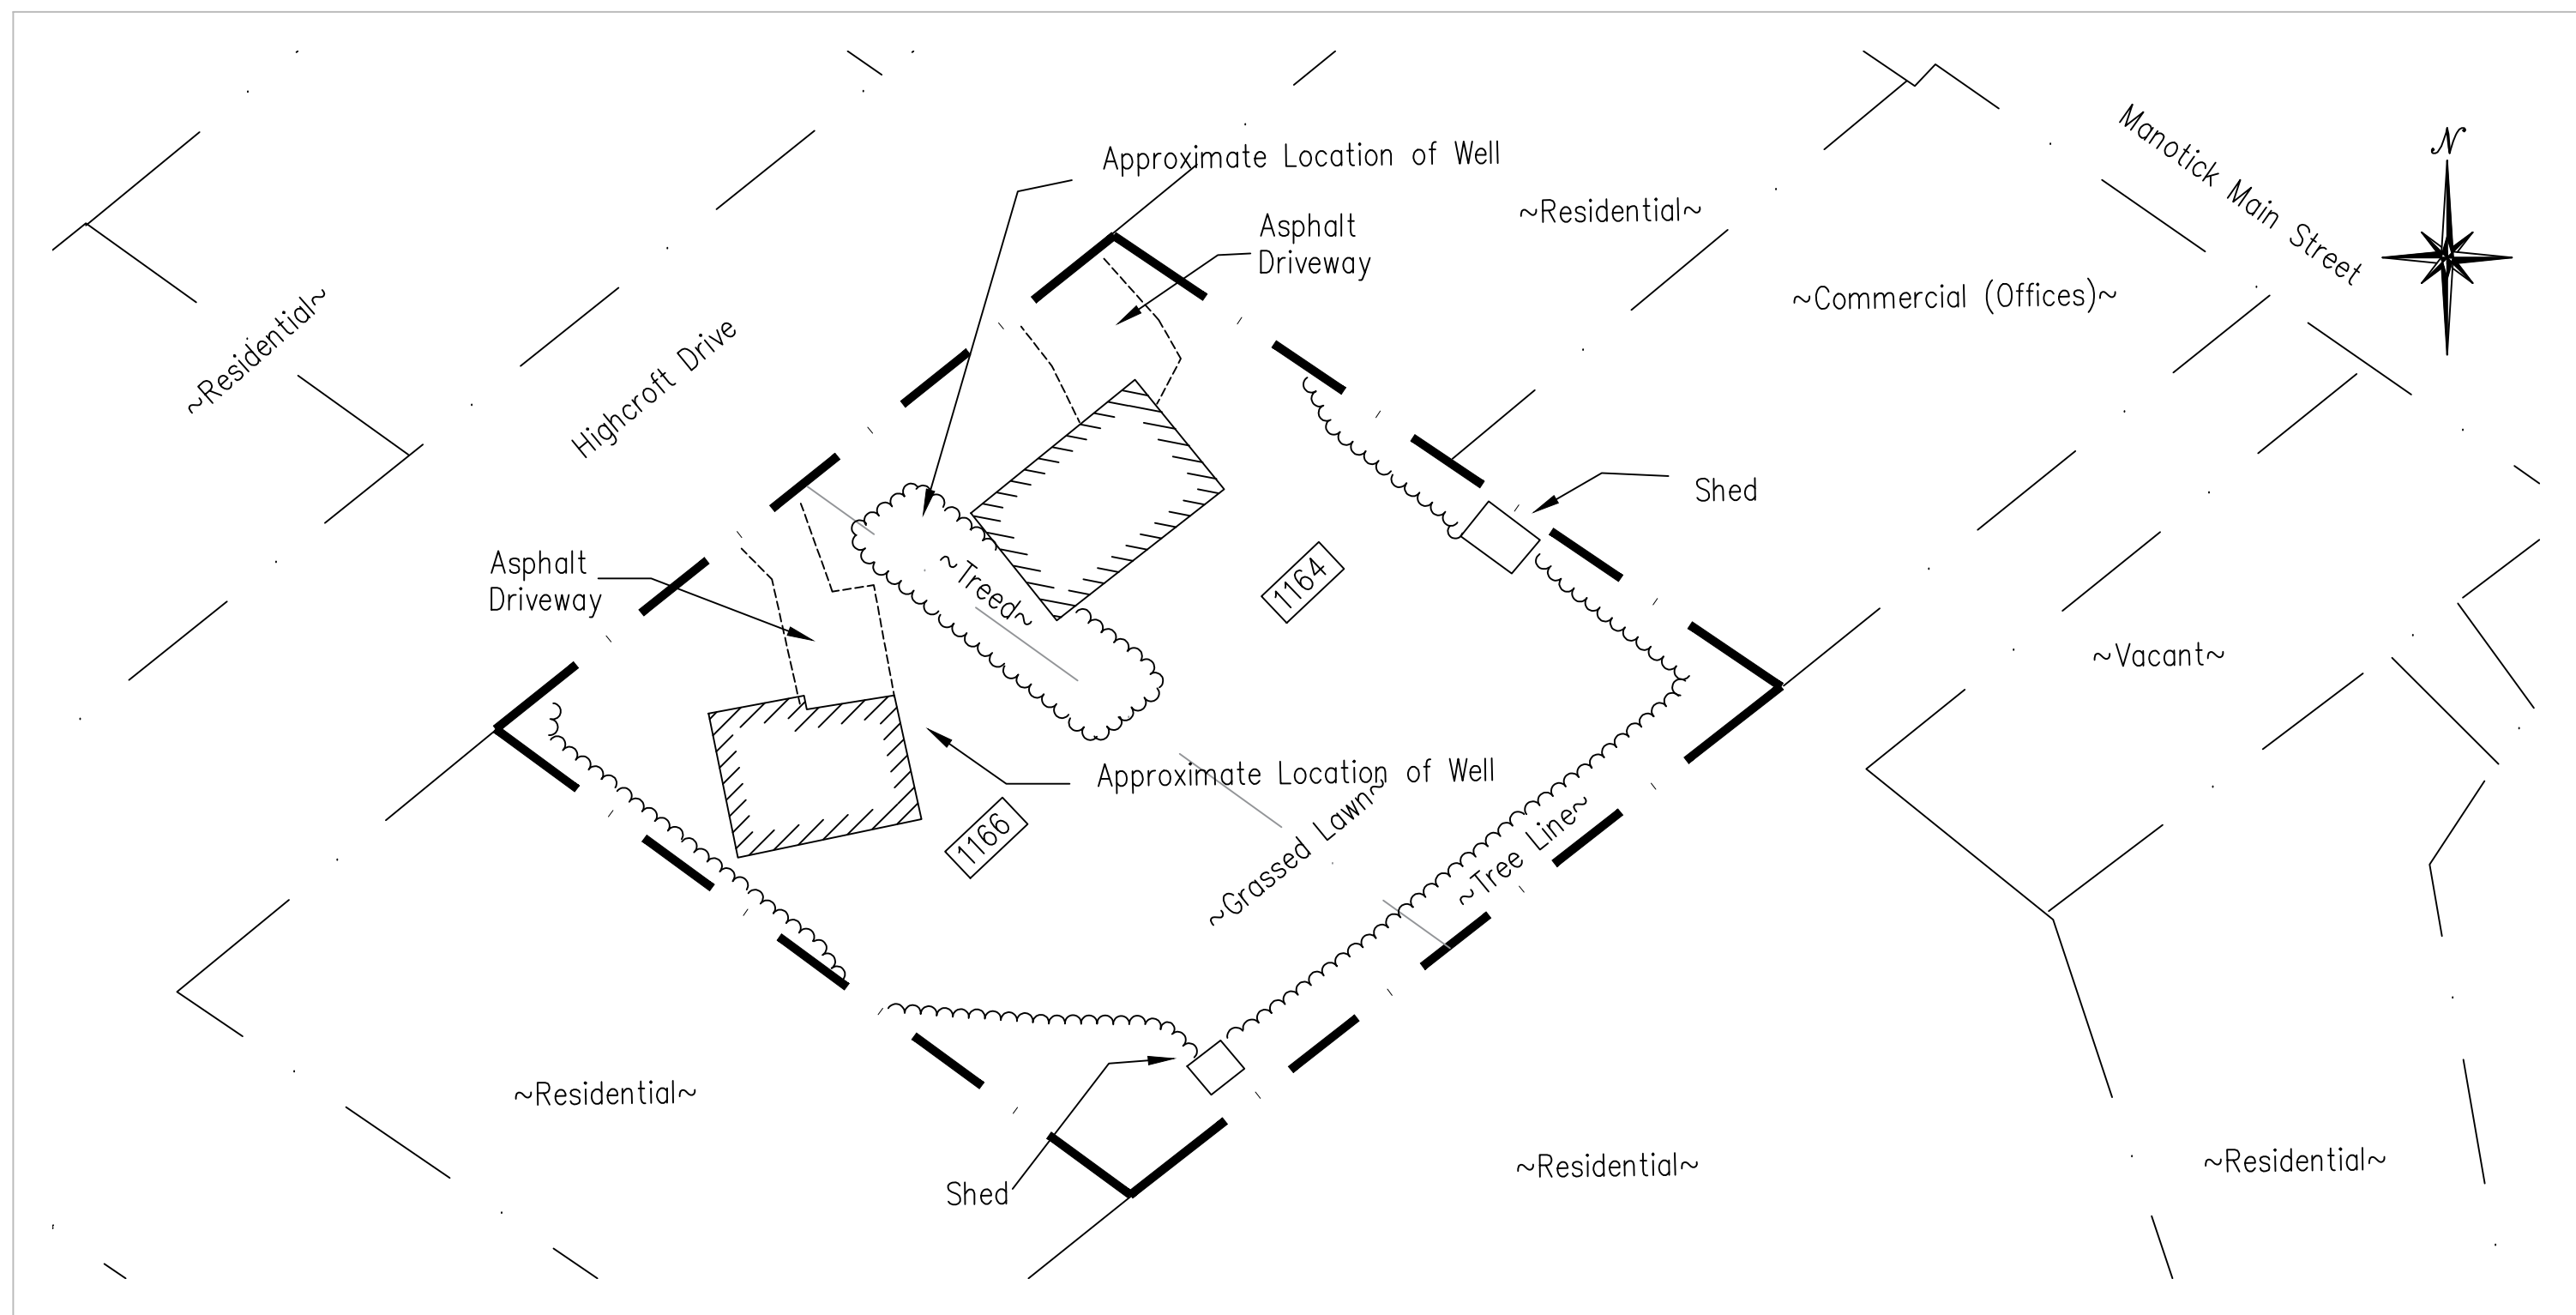 Manotick Main Street
N
Approximate Location of Well
~Residential~
Asphalt
Driveway
~Commercial (Offices)~
~Residential~
Highcroft Drive
Shed
Asphalt
Driveway
~Treed~
1164
~Vacant~
Approximate Location of Well
1166
~Grassed Lawn~
~Tree Line~
~Residential~
~Residential~
~Residential~
Shed